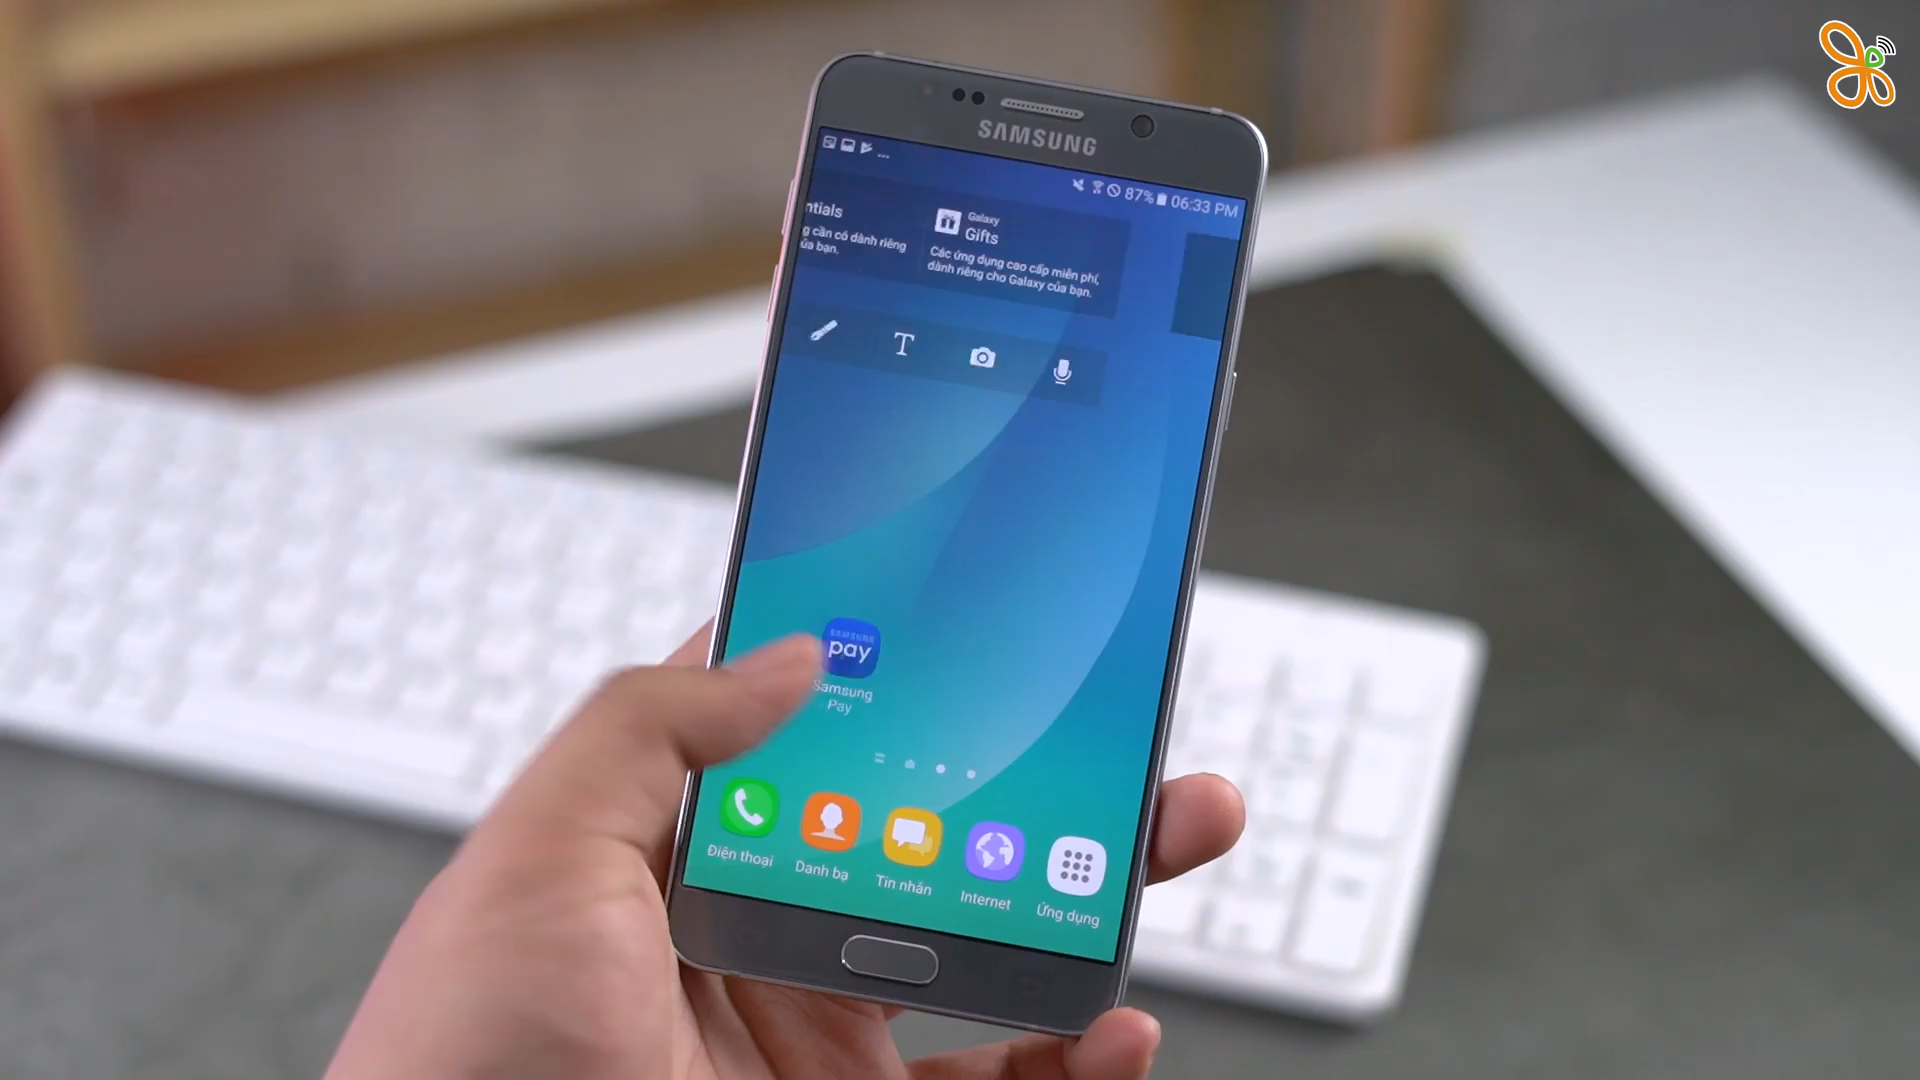 SAMSUNG
87% 06:33 PM
ntials
g cần có dành riêng
ủa bạn.
Galaxy
Gifts
Các ứng dụng cao cấp miễn phí,
dành riêng cho Galaxy của bạn.
T
SAMSUNG
pay
Samsung
Pay
Điện thoại
Danh bạ
Tin nhắn
Internet
Ứng dụng